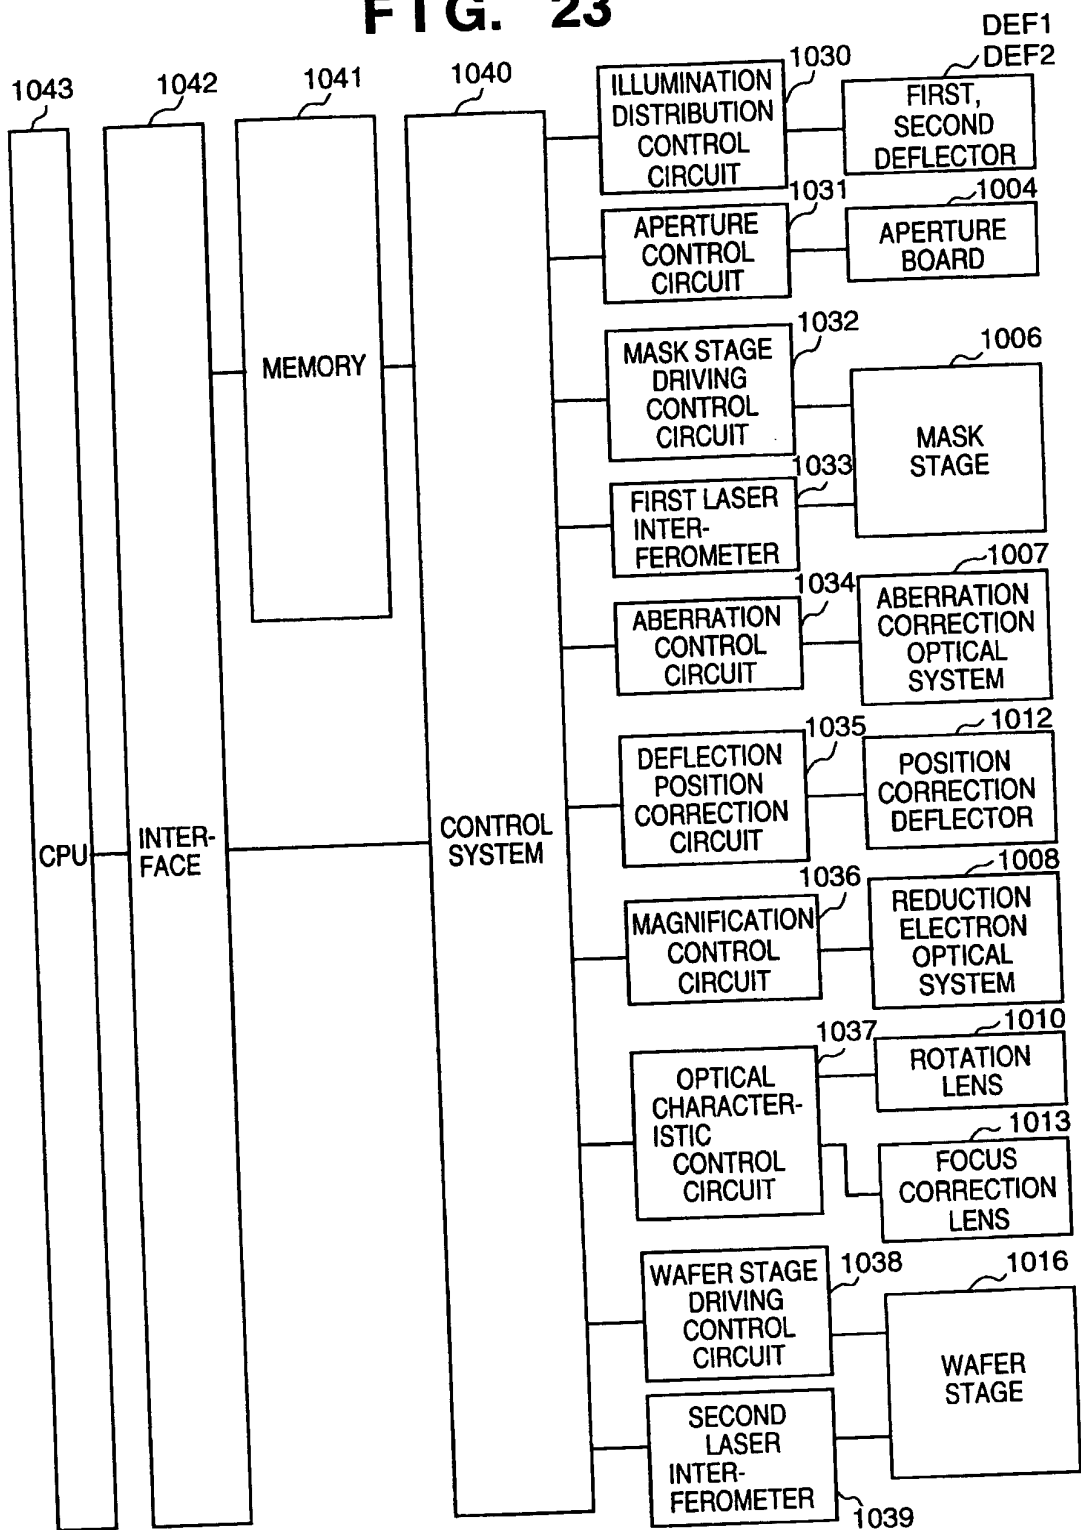 FIG. 23
1043
1042
1041
1040
CPU
INTER-
FACE
MEMORY
CONTROL
SYSTEM
1030
ILLUMINATION
DISTRIBUTION
CONTROL
CIRCUIT
DEF1
DEF2
FIRST,
SECOND
DEFLECTOR
1031
APERTURE
CONTROL
CIRCUIT
1004
APERTURE
BOARD
1032
MASK STAGE
DRIVING
CONTROL
CIRCUIT
1006
MASK
STAGE
1033
FIRST LASER
INTER-
FEROMETER
1034
ABERRATION
CONTROL
CIRCUIT
1007
ABERRATION
CORRECTION
OPTICAL
SYSTEM
1035
DEFLECTION
POSITION
CORRECTION
CIRCUIT
1012
POSITION
CORRECTION
DEFLECTOR
1036
MAGNIFICATION
CONTROL
CIRCUIT
1008
REDUCTION
ELECTRON
OPTICAL
SYSTEM
1037
OPTICAL
CHARACTER-
ISTIC
CONTROL
CIRCUIT
1010
ROTATION
LENS
1013
FOCUS
CORRECTION
LENS
1038
WAFER STAGE
DRIVING
CONTROL
CIRCUIT
1016
WAFER
STAGE
SECOND
LASER
INTER-
FEROMETER
1039